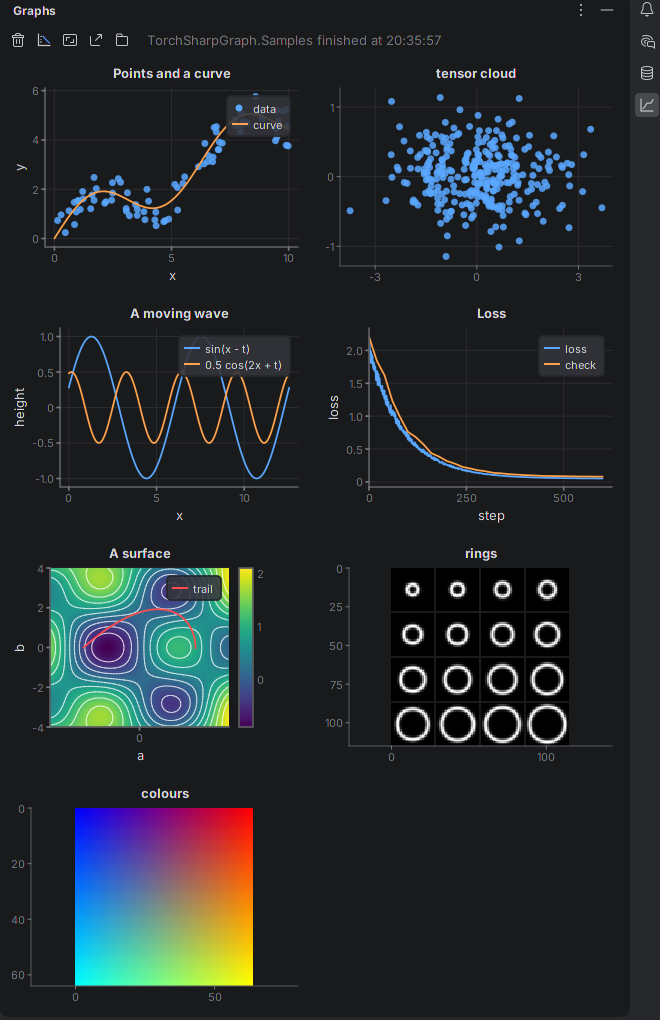 Graphs
TorchSharpGraph.Samples finished at 20:35:57
Points and a curve
data
curve
y
6
4
2
0
0
5
10
x
tensor cloud
1
0
-1
-3
0
3
A moving wave
sin(x - t)
0.5 cos(2x + t)
height
1.0
0.5
0
-0.5
-1.0
0
5
10
x
Loss
loss
check
loss
2.0
1.5
1.0
0.5
0
0
250
500
step
A surface
trail
b
4
2
0
-2
-4
0
a
2
1
0
rings
0
25
50
75
100
0
100
colours
0
20
40
60
0
50